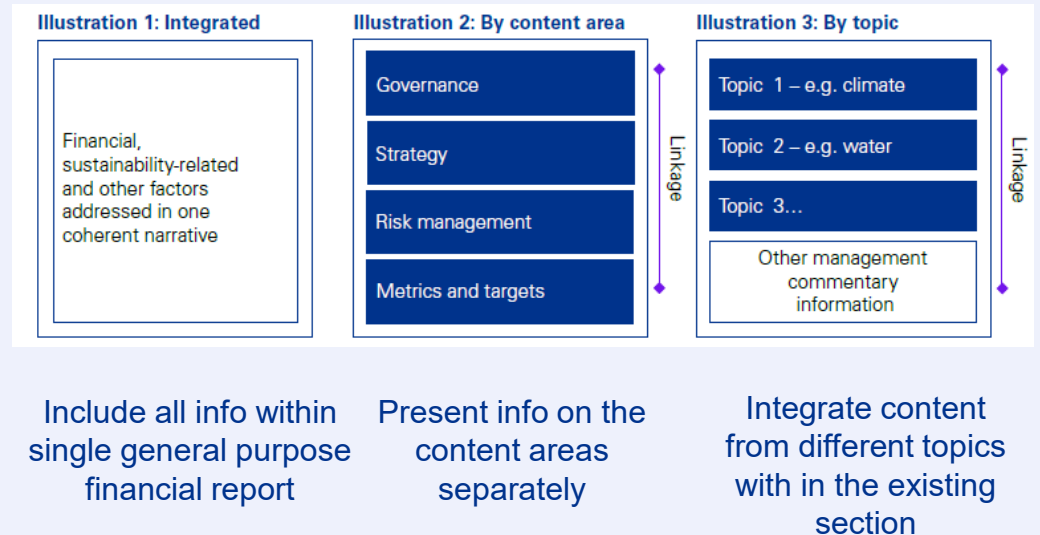 Illustration 1: Integrated
Financial,
sustainability-related
and other factors
addressed in one
coherent narrative
Illustration 2: By content area
Governance
Strategy
Risk management
Metrics and targets
Linkage
Illustration 3: By topic
Topic 1 – e.g. climate
Topic 2 – e.g. water
Topic 3...
Other management
commentary
information
Linkage
Include all info within
single general purpose
financial report
Present info on the
content areas
separately
Integrate content
from different topics
with in the existing
section